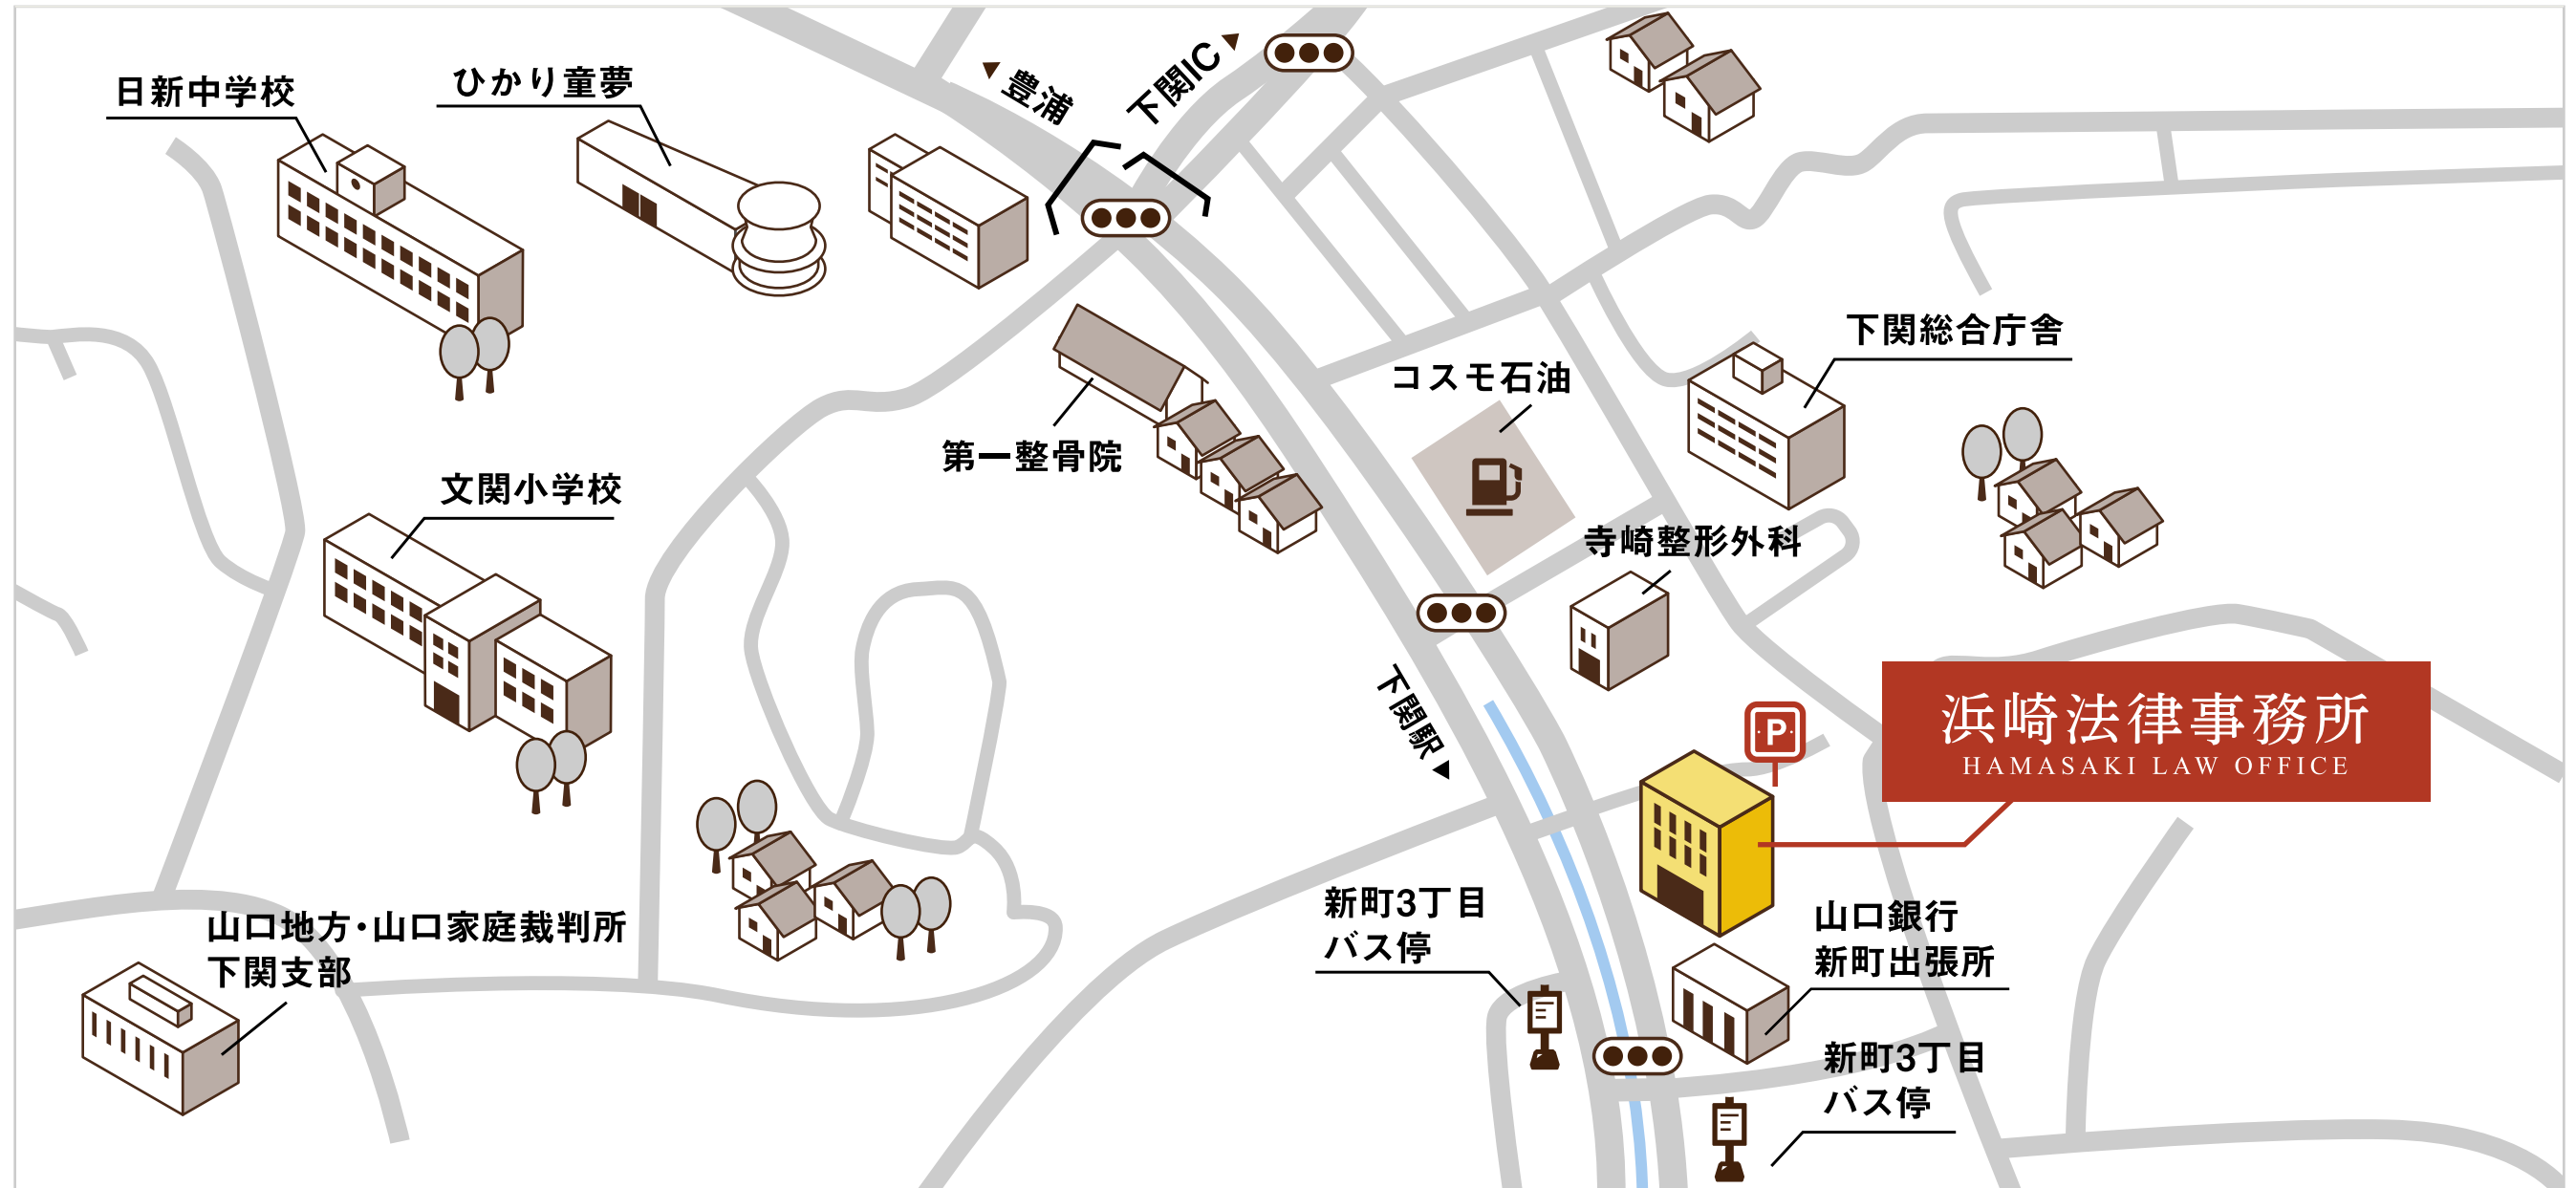 日新中学校
ひかり童夢
豊浦
下関IC
下関総合庁舎
コスモ石油
第一整骨院
文関小学校
寺崎整形外科
下関駅
P
浜崎法律事務所
HAMASAKI LAW OFFICE
新町3丁目
バス停
山口銀行
新町出張所
山口地方・山口家庭裁判所
下関支部
新町3丁目
バス停